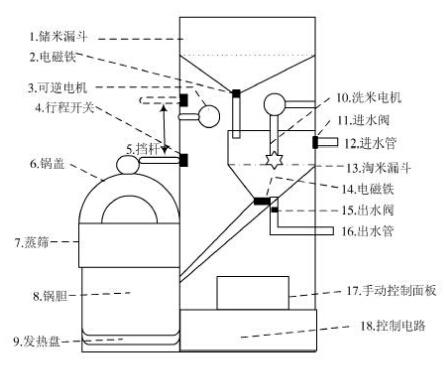 1.储米漏斗
2.电磁铁
3.可逆电机
4.行程开关
5.挡杆
6.锅盖
7.蒸筛
8.锅胆
9.发热盘
10.洗米电机
11.进水阀
12.进水管
13.淘米漏斗
14.电磁铁
15.出水阀
16.出水管
17.手动控制面板
18.控制电路